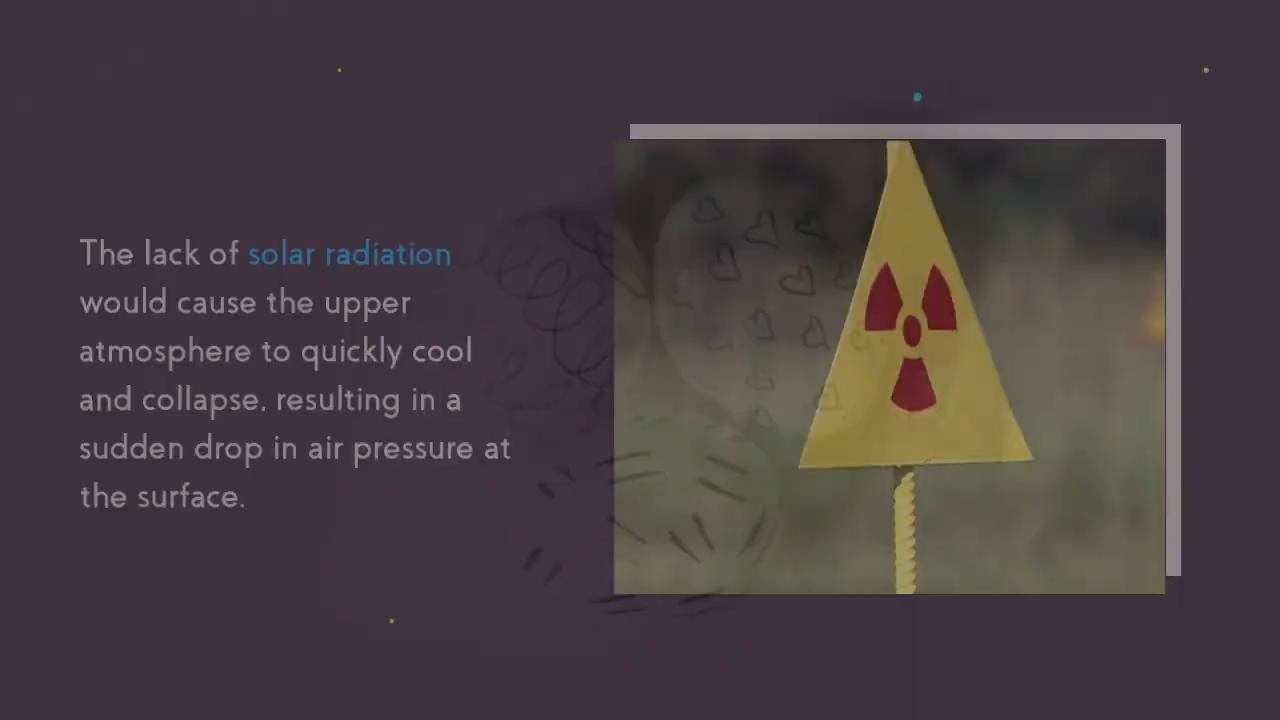 The lack of solar radiation
would cause the upper
atmosphere to quickly cool
and collapse, resulting in a
sudden drop in air pressure at
the surface.